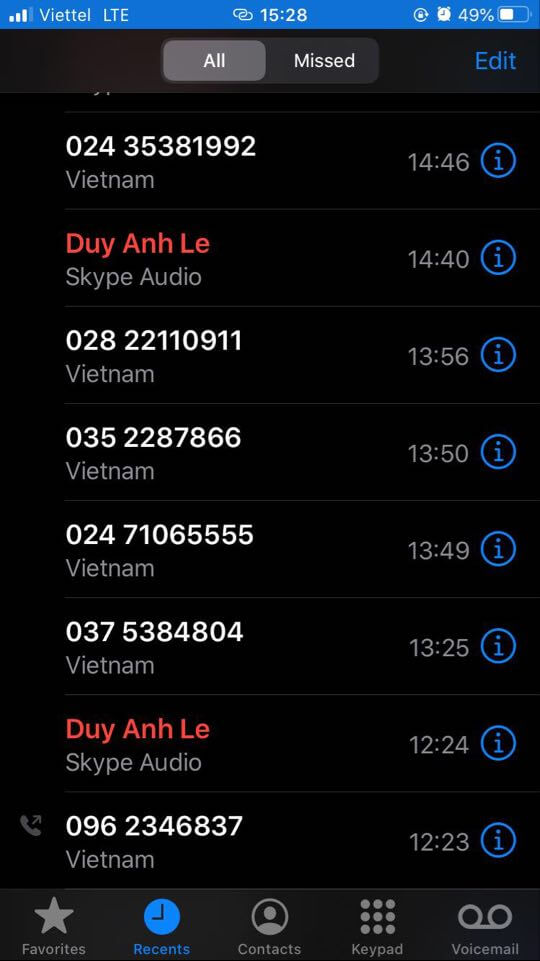 Viettel LTE 15:28 49%
All Missed Edit
024 35381992
Vietnam 14:46
Duy Anh Le
Skype Audio 14:40
028 22110911
Vietnam 13:56
035 2287866
Vietnam 13:50
024 71065555
Vietnam 13:49
037 5384804
Vietnam 13:25
Duy Anh Le
Skype Audio 12:24
096 2346837
Vietnam 12:23
Favorites Recents Contacts Keypad Voicemail